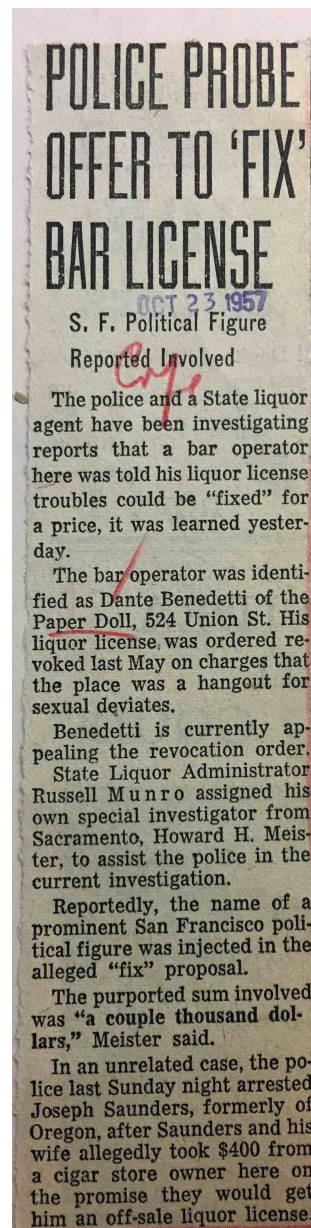 POLICE PROBE
OFFER TO ‘FIX’
BAR LICENSE
OCT 23 1957
S. F. Political Figure
Reported Involved
The police and a State liquor
agent have been investigating
reports that a bar operator
here was told his liquor license
troubles could be “fixed” for
a price, it was learned yester-
day.
The bar operator was identi-
fied as Dante Benedetti of the
Paper Doll, 524 Union St. His
liquor license was ordered re-
voked last May on charges that
the place was a hangout for
sexual deviates.
Benedetti is currently ap-
pealing the revocation order.
State Liquor Administrator
Russell Munro assigned his
own special investigator from
Sacramento, Howard H. Meis-
ter, to assist the police in the
current investigation.
Reportedly, the name of a
prominent San Francisco poli-
tical figure was injected in the
alleged “fix” proposal.
The purported sum involved
was “a couple thousand dol-
lars,” Meister said.
In an unrelated case, the po-
lice last Sunday night arrested
Joseph Saunders, formerly of
Oregon, after Saunders and his
wife allegedly took $400 from
a cigar store owner here on
the promise they would get
him an off-sale liquor license.